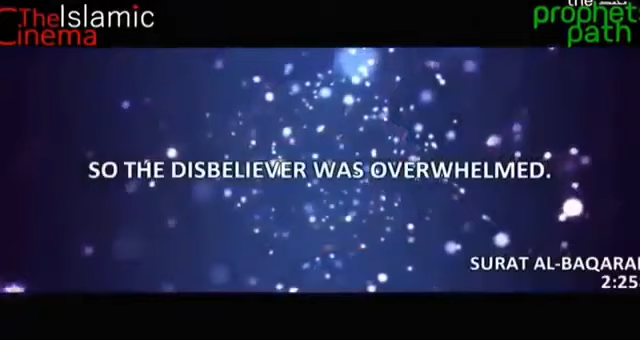 TheIslamic
Cinema
the
prophet
path
SO THE DISBELIEVER WAS OVERWHELMED.
SURAT AL-BAQARA
2:25